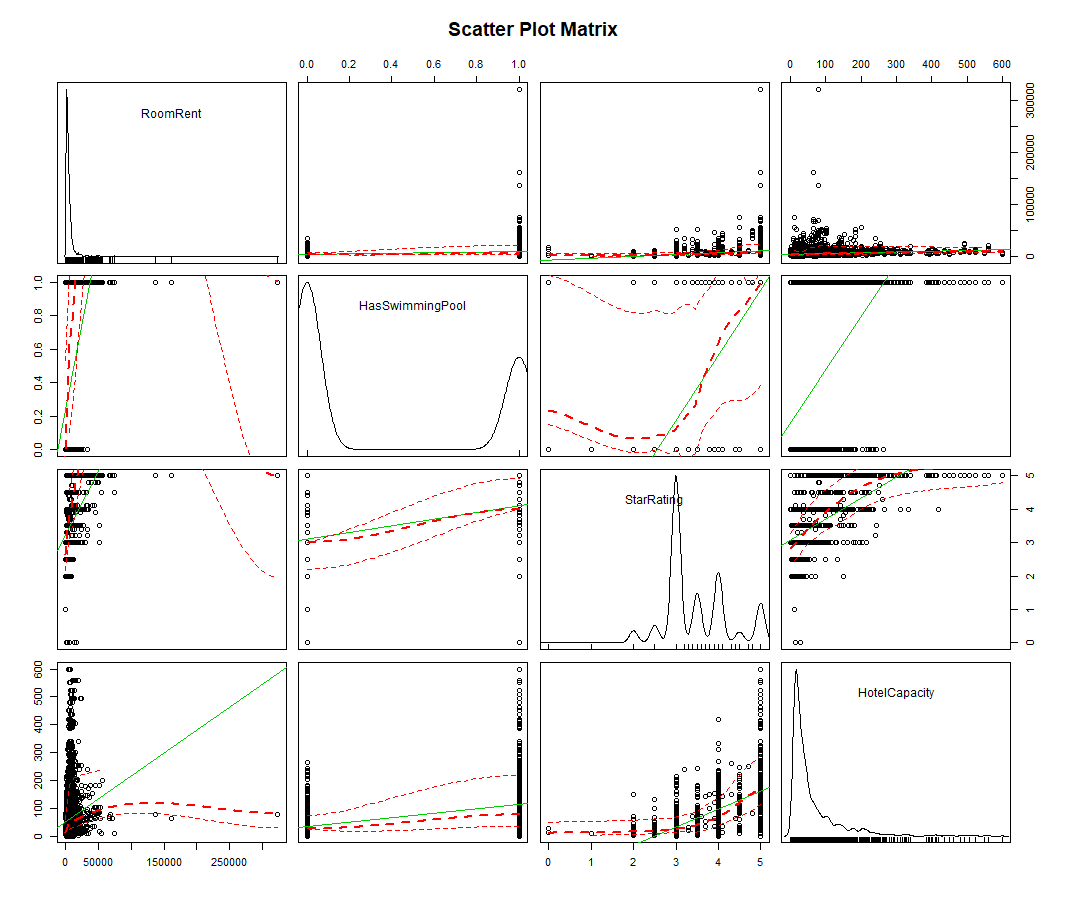 Scatter Plot Matrix
0.0 0.2 0.4 0.6 0.8 1.0 0 100 200 300 400 500 600
RoomRent
0 100000 200000 300000
0.0 0.2 0.4 0.6 0.8 1.0
HasSwimmingPool
StarRating
0 1 2 3 4 5
0 100 200 300 400 500 600
HotelCapacity
0 50000 150000 250000 0 1 2 3 4 5